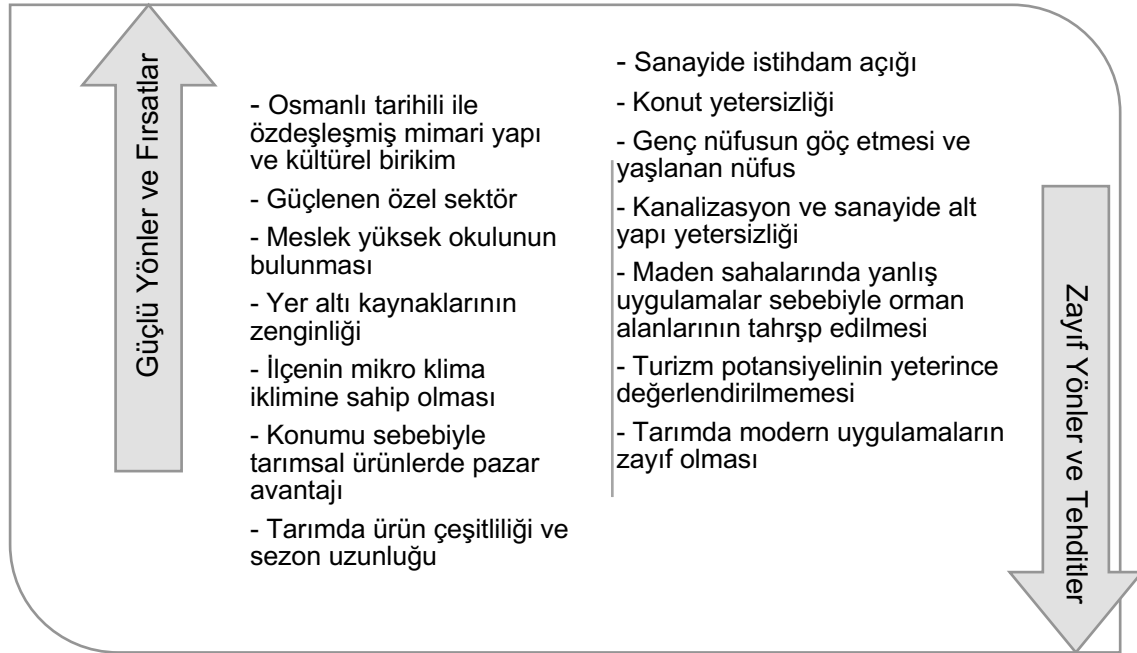 Güçlü Yönler ve Fırsatlar
- Osmanlı tarihili ile
özdeşleşmiş mimari yapı
ve kültürel birikim
- Güçlenen özel sektör
- Meslek yüksek okulunun
bulunması
- Yer altı kaynaklarının
zenginliği
- İlçenin mikro klima
iklimine sahip olması
- Konumu sebebiyle
tarımsal ürünlerde pazar
avantajı
- Tarımda ürün çeşitliliği ve
sezon uzunluğu
- Sanayide istihdam açığı
- Konut yetersizliği
- Genç nüfusun göç etmesi ve
yaşlanan nüfus
- Kanalizasyon ve sanayide alt
yapı yetersizliği
- Maden sahalarında yanlış
uygulamalar sebebiyle orman
alanlarının tahrşp edilmesi
- Turizm potansiyelinin yeterince
değerlendirilmemesi
- Tarımda modern uygulamaların
zayıf olması
Zayıf Yönler ve Tehditler